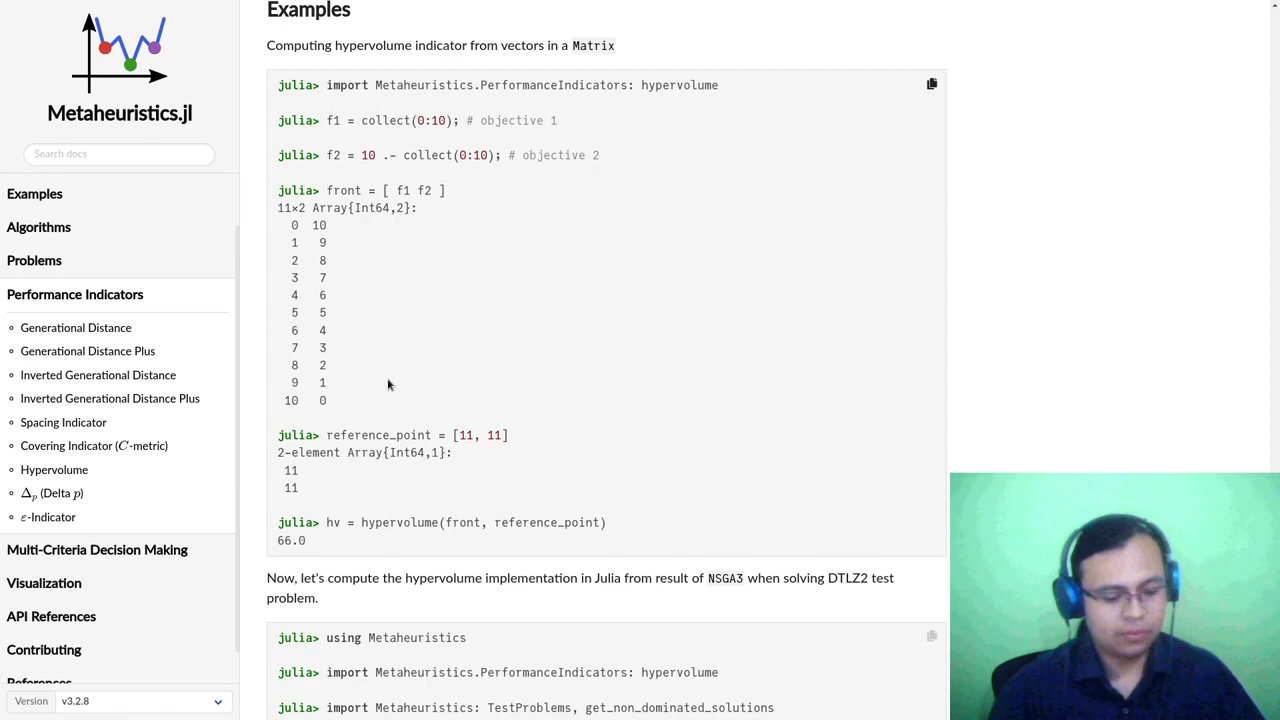 Metaheuristics.jl
Search docs
Examples
Algorithms
Problems
Performance Indicators
Generational Distance
Generational Distance Plus
Inverted Generational Distance
Inverted Generational Distance Plus
Spacing Indicator
Covering Indicator (C-metric)
Hypervolume
Δp (Delta p)
ε-Indicator
Multi-Criteria Decision Making
Visualization
API References
Contributing
References
Version v3.2.8
Examples
Computing hypervolume indicator from vectors in a Matrix
julia> import Metaheuristics.PerformanceIndicators: hypervolume
julia> f1 = collect(0:10); # objective 1
julia> f2 = 10 .- collect(0:10); # objective 2
julia> front = [ f1 f2 ]
11×2 Array{Int64,2}:
0 10
1 9
2 8
3 7
4 6
5 5
6 4
7 3
8 2
9 1
10 0
julia> reference_point = [11, 11]
2-element Array{Int64,1}:
11
11
julia> hv = hypervolume(front, reference_point)
66.0
Now, let's compute the hypervolume implementation in Julia from result of NSGA3 when solving DTLZ2 test
problem.
julia> using Metaheuristics
julia> import Metaheuristics.PerformanceIndicators: hypervolume
julia> import Metaheuristics: TestProblems, get_non_dominated_solutions